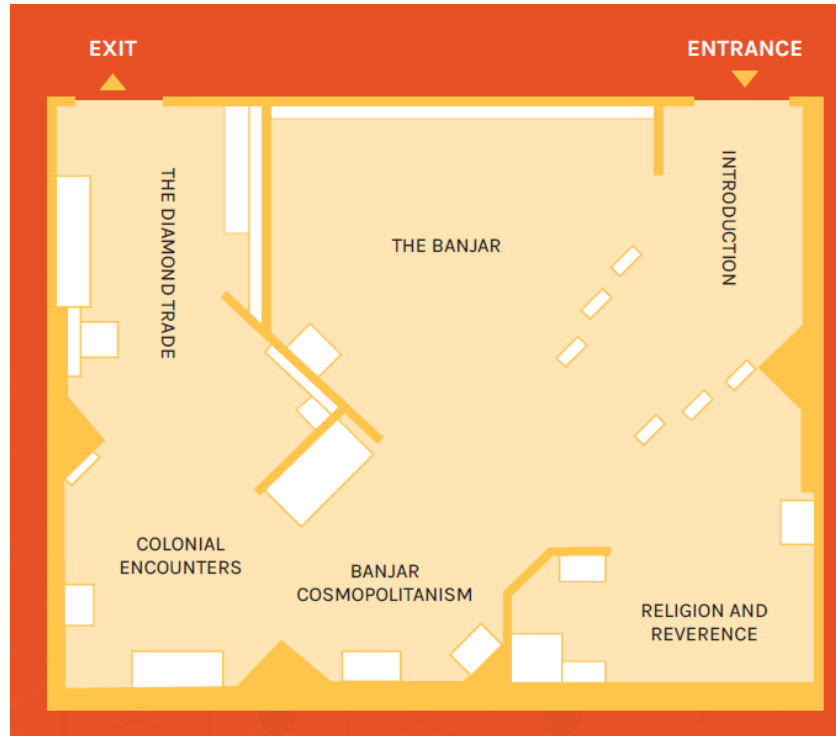 EXIT
ENTRANCE
THE DIAMOND TRADE
THE BANJAR
INTRODUCTION
COLONIAL
ENCOUNTERS
BANJAR
COSMOPOLITANISM
RELIGION AND
REVERENCE